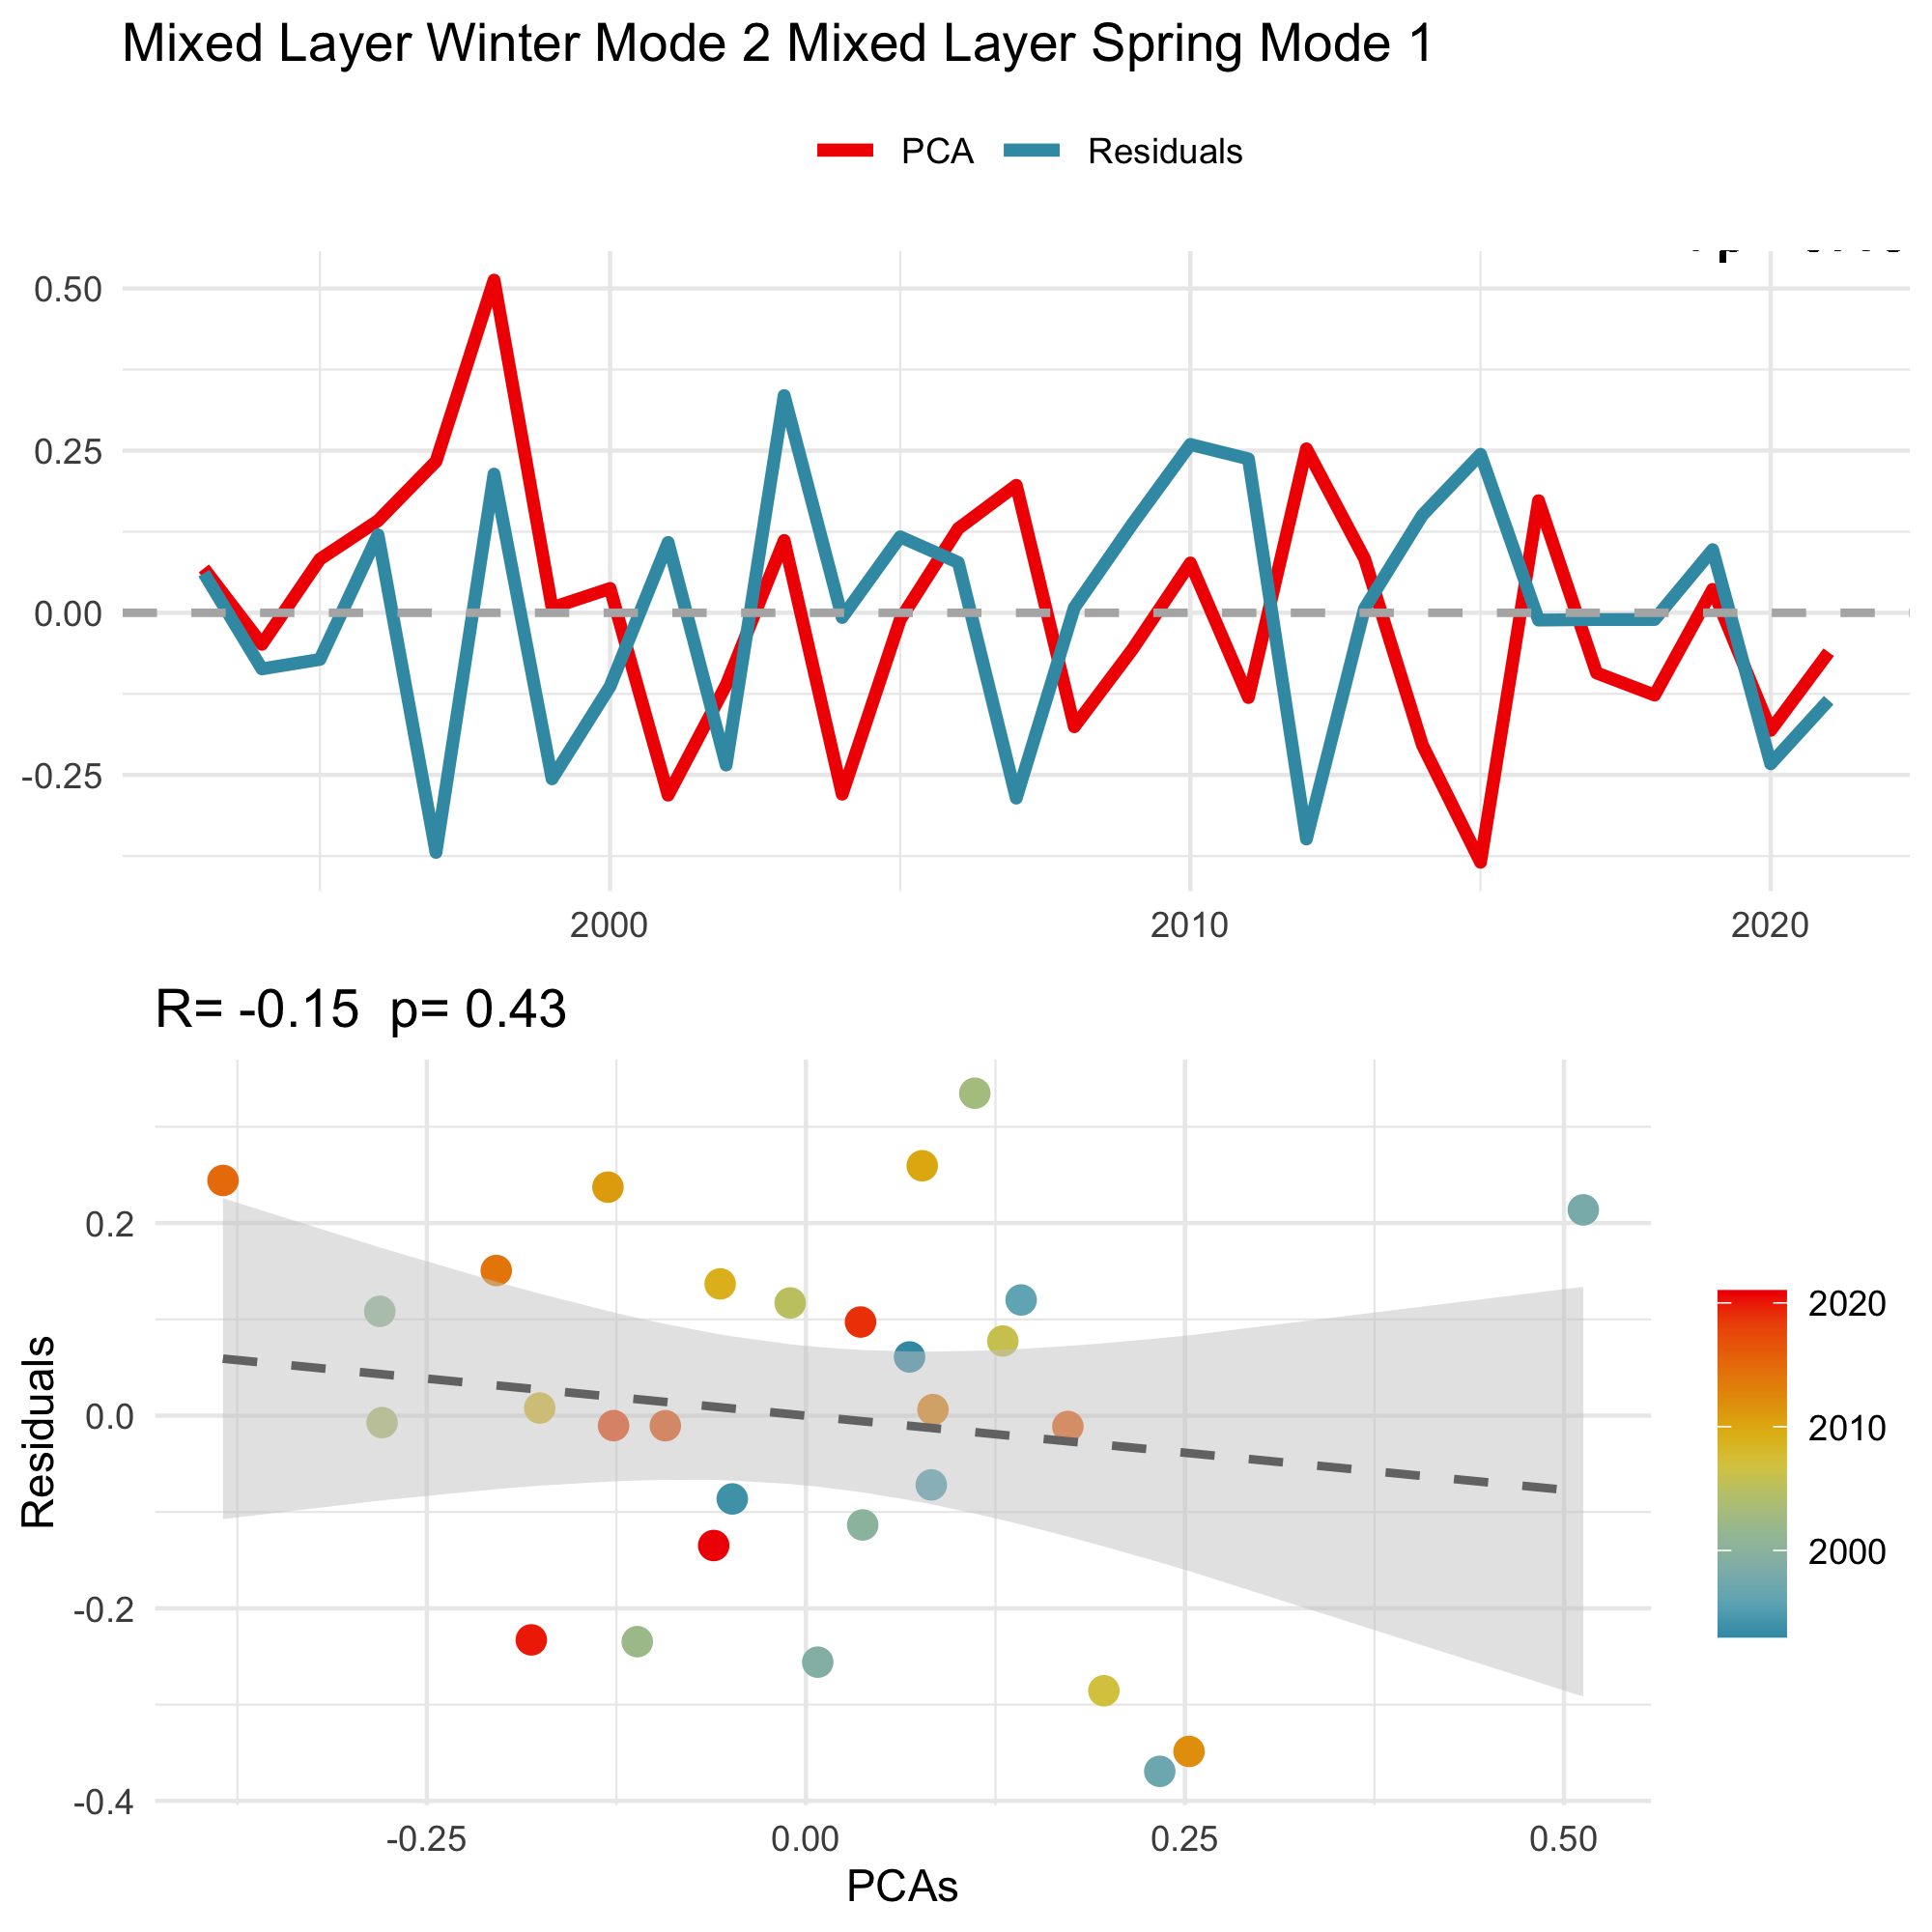 Mixed Layer Winter Mode 2 Mixed Layer Spring Mode 1
PCA Residuals
0.50
0.25
0.00
-0.25
2000 2010 2020
R= -0.15 p= 0.43
Residuals
0.2
0.0
-0.2
-0.4
-0.25 0.00 0.25 0.50
PCAs
2020
2010
2000